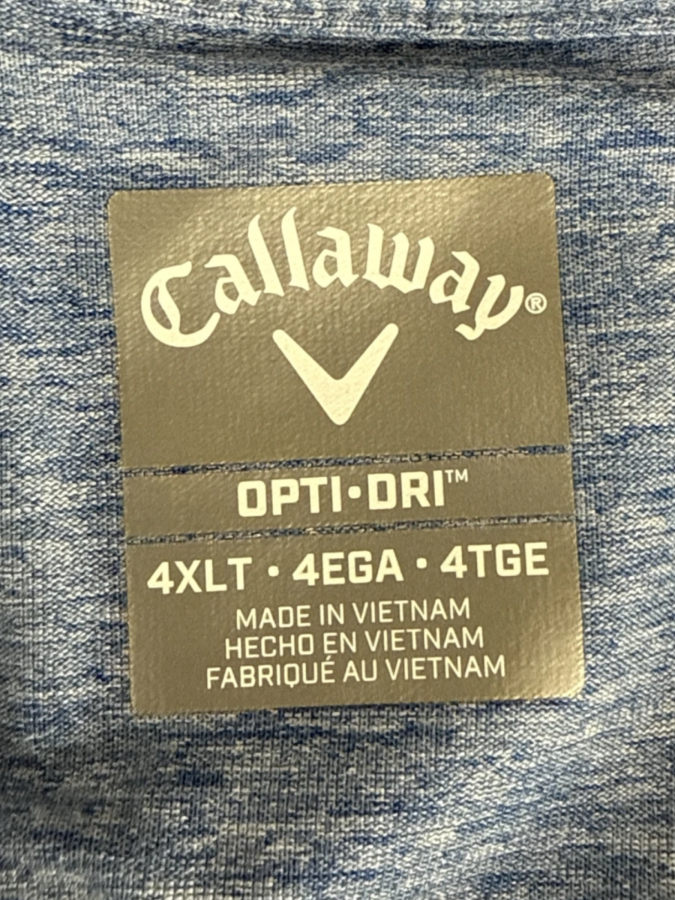 Callaway®
OPTI•DRI™
4XLT • 4EGA • 4TGE
MADE IN VIETNAM
HECHO EN VIETNAM
FABRIQUÉ AU VIETNAM